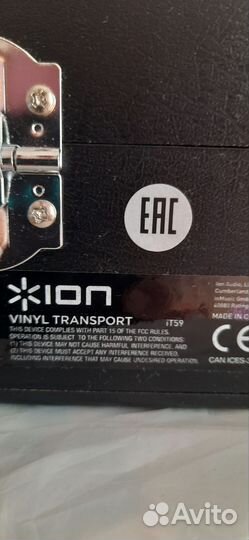 EAC
ION
VINYL TRANSPORT iT59
THIS DEVICE COMPLIES WITH PART 15 OF THE FCC RULES.
OPERATION IS SUBJECT TO THE FOLLOWING TWO CONDITIONS:
(1) THIS DEVICE MAY NOT CAUSE HARMFUL INTERFERENCE, AND
(2) THIS DEVICE MUST ACCEPT ANY INTERFERENCE RECEIVED,
INCLUDING INTERFERENCE THAT MAY CAUSE UNDESIRED OPERATION.
Ion Audio,
Cumberland
inMusic
40880 Rating
MADE IN C
CE
CAN ICES-3
Avito